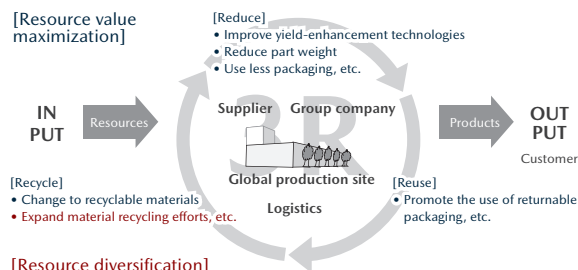 [Resource value
maximization]
[Reduce]
• Improve yield-enhancement technologies
• Reduce part weight
• Use less packaging, etc.
3R
Supplier
Group company
IN
PUT
Resources
Products
OUT
PUT
Customer
Global production site
Logistics
[Recycle]
• Change to recyclable materials
• Expand material recycling efforts, etc.
[Reuse]
• Promote the use of returnable
packaging, etc.
[Resource diversification]